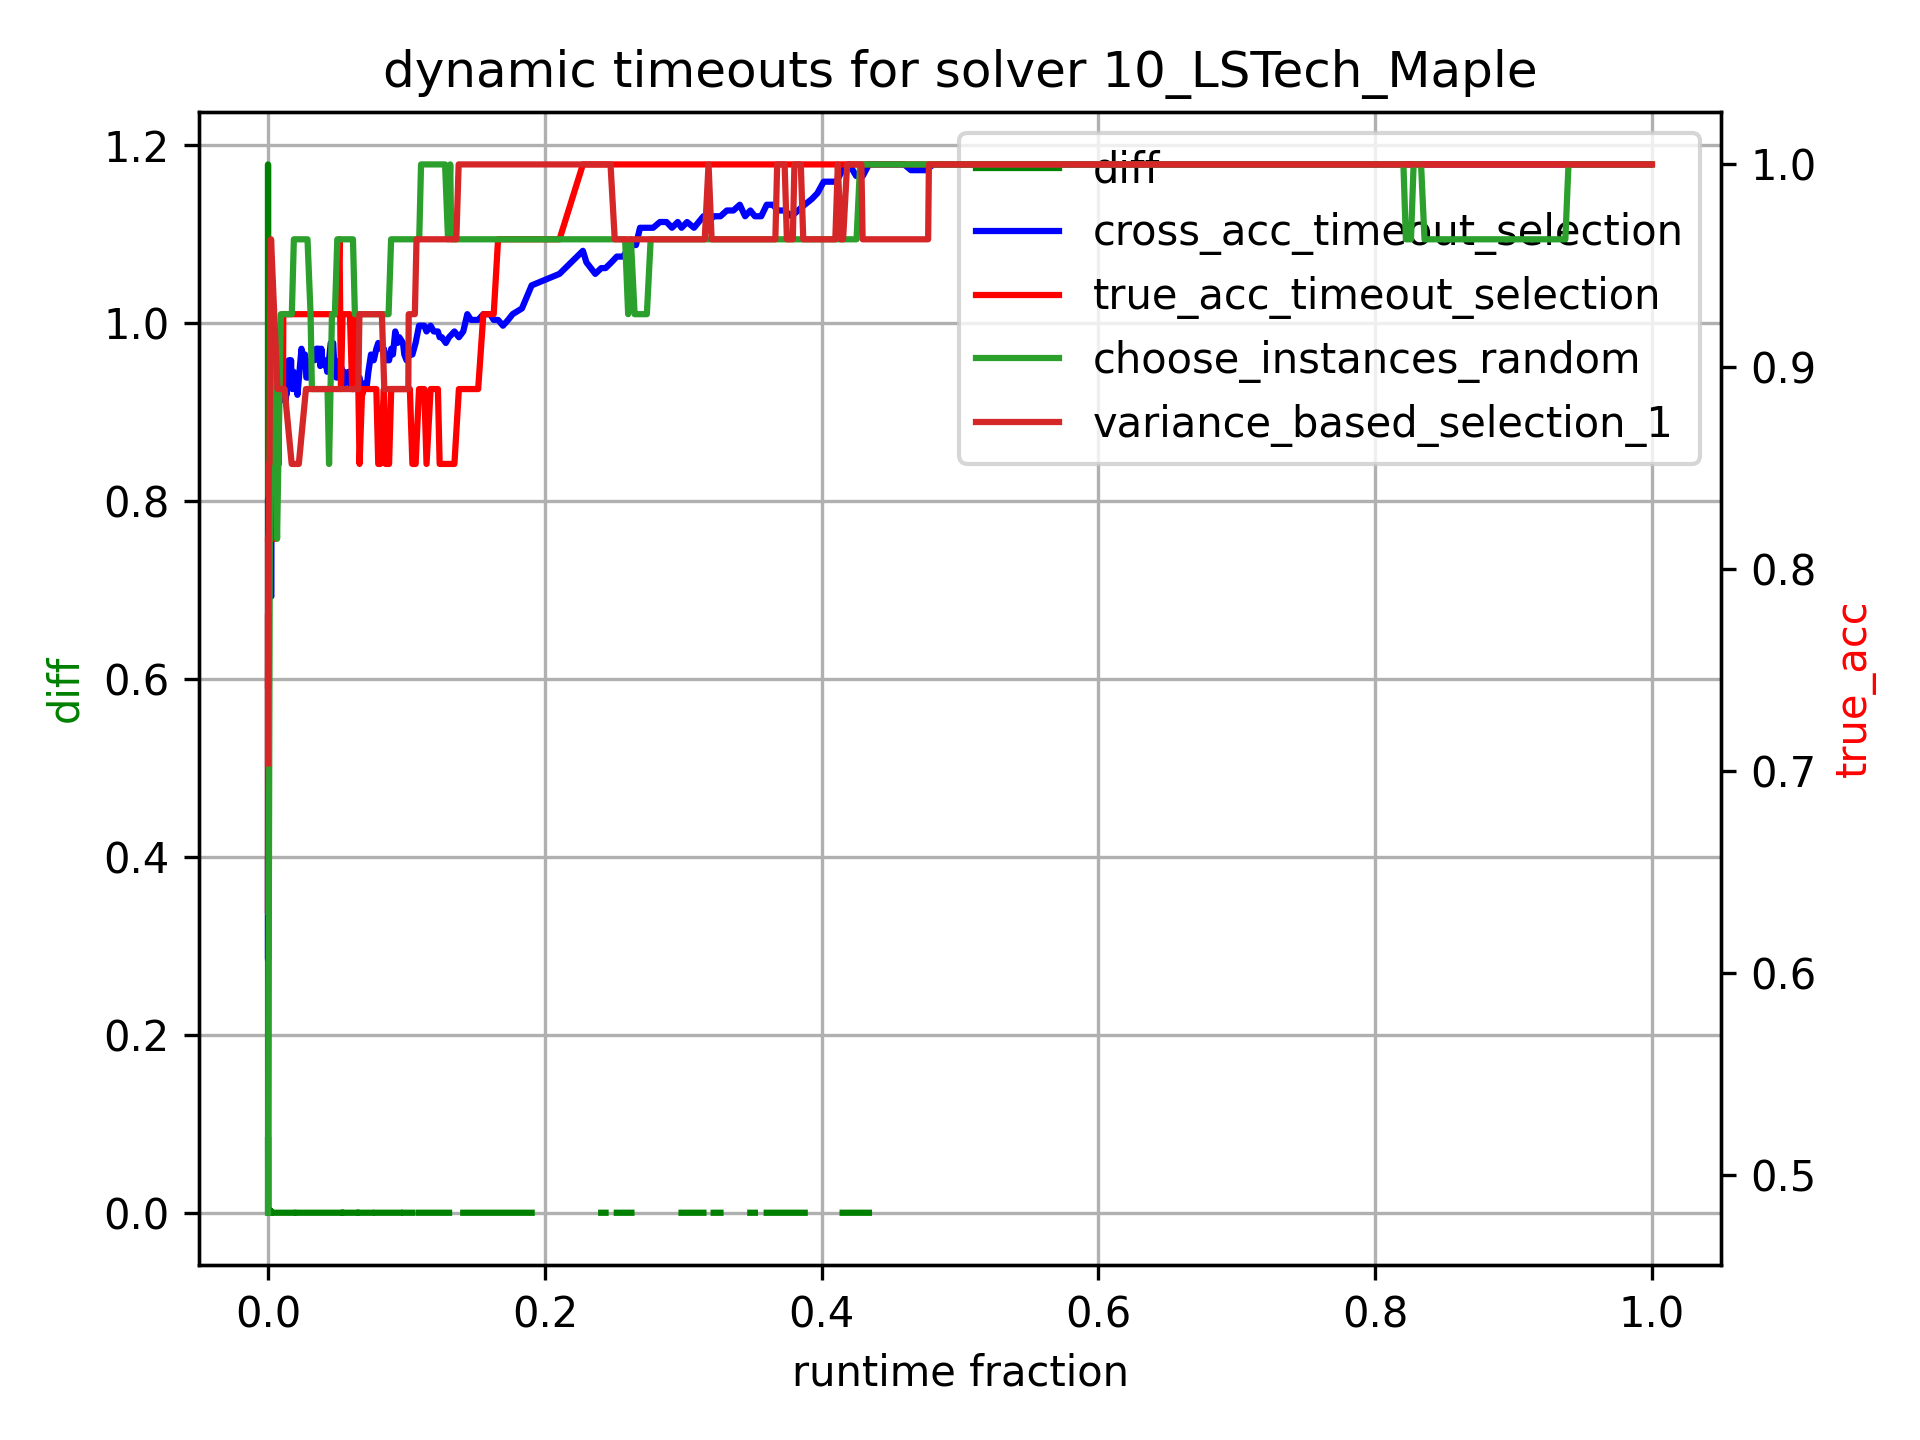 dynamic timeouts for solver 10_LSTech_Maple
diff
cross_acc_timeout_selection
true_acc_timeout_selection
choose_instances_random
variance_based_selection_1
1.2
1.0
0.8
0.6
0.4
0.2
0.0
diff
1.0
0.9
0.8
0.7
0.6
0.5
true_acc
0.0 0.2 0.4 0.6 0.8 1.0
runtime fraction